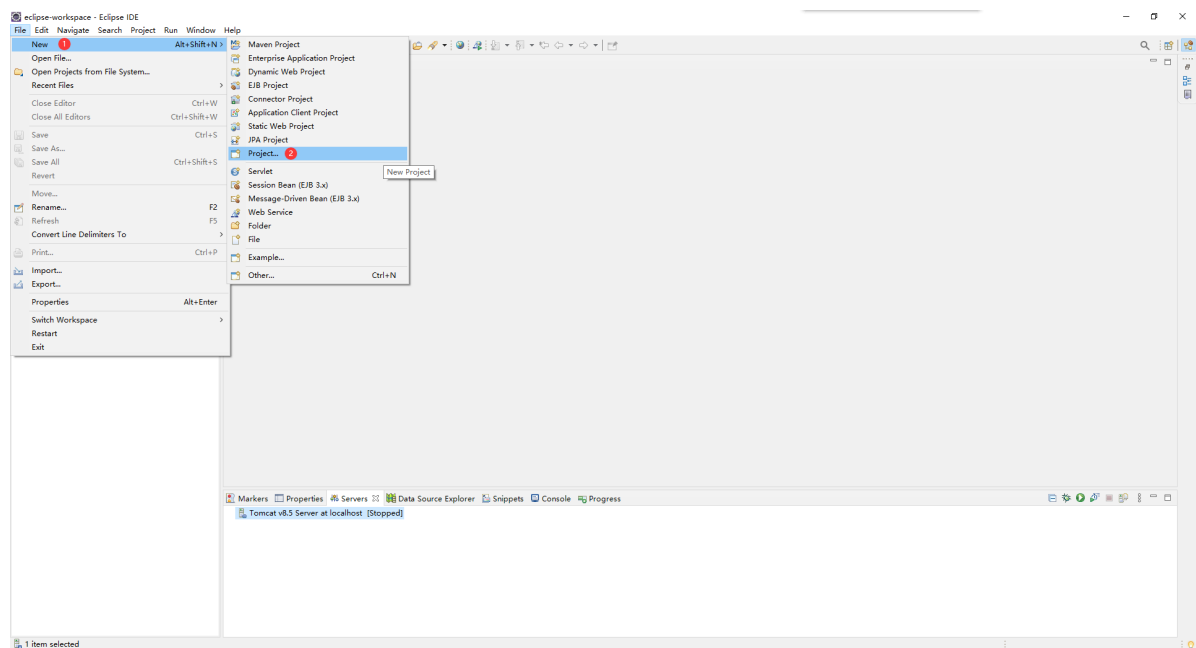 eclipse-workspace - Eclipse IDE
File Edit Navigate Search Project Run Window Help
New 1 Alt+Shift+N >
Open File...
Open Projects from File System...
Recent Files >
Close Editor Ctrl+W
Close All Editors Ctrl+Shift+W
Save Ctrl+S
Save As...
Save All Ctrl+Shift+S
Revert
Move...
Rename... F2
Refresh F5
Convert Line Delimiters To >
Print... Ctrl+P
Import...
Export...
Properties Alt+Enter
Switch Workspace >
Restart
Exit
Maven Project
Enterprise Application Project
Dynamic Web Project
EJB Project
Connector Project
Application Client Project
Static Web Project
JPA Project
Project... 2
New Project
Servlet
Session Bean (EJB 3.x)
Message-Driven Bean (EJB 3.x)
Web Service
Folder
File
Example...
Other... Ctrl+N
Markers Properties Servers Data Source Explorer Snippets Console Progress
Tomcat v8.5 Server at localhost [Stopped]
1 item selected